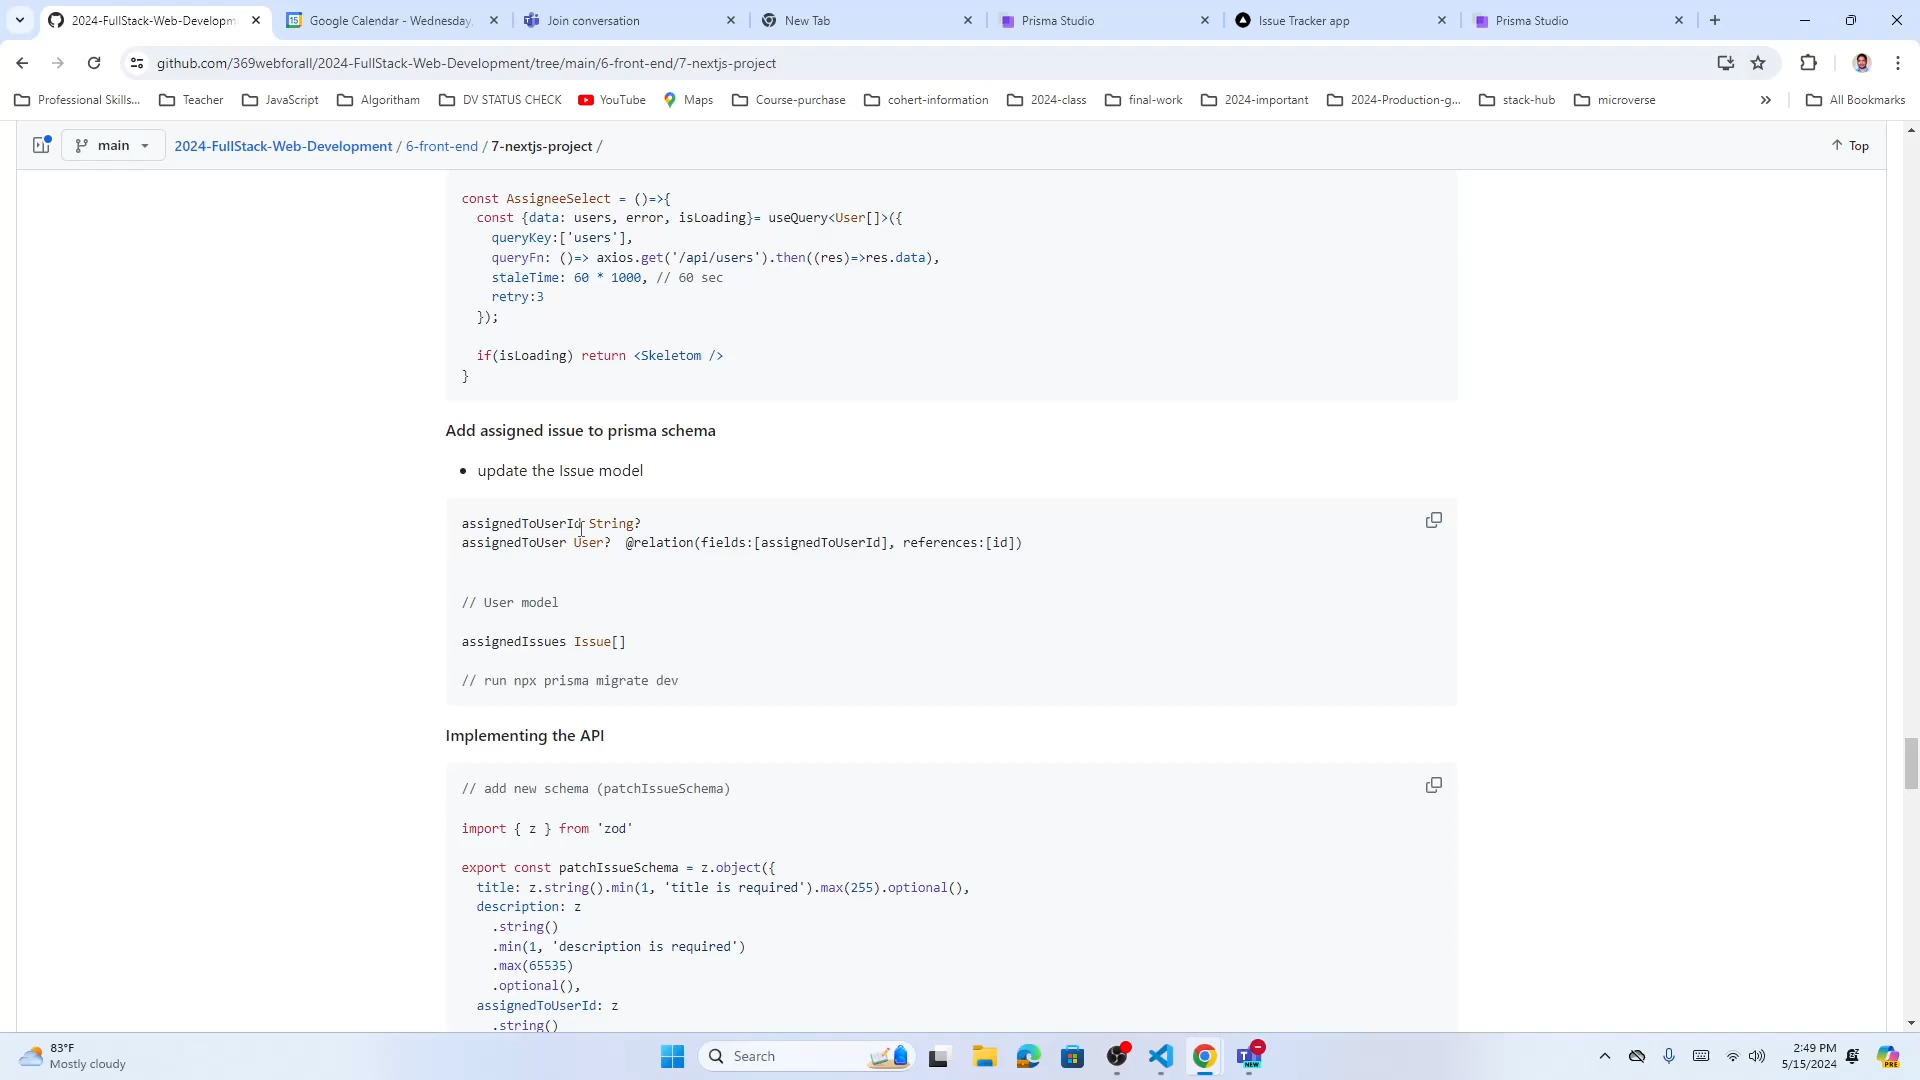 2024-FullStack-Web-Developm
Google Calendar - Wednesday,
Join conversation
New Tab
Prisma Studio
Issue Tracker app
Prisma Studio
github.com/369webforall/2024-FullStack-Web-Development/tree/main/6-front-end/7-nextjs-project
Professional Skills...
Teacher
JavaScript
Algoritham
DV STATUS CHECK
YouTube
Maps
Course-purchase
cohert-information
2024-class
final-work
2024-important
2024-Production-g...
stack-hub
microverse
»
All Bookmarks
main
2024-FullStack-Web-Development / 6-front-end / 7-nextjs-project /
Top
const AssigneeSelect = ()=>{
const {data: users, error, isLoading}= useQuery<User[]>({
queryKey:['users'],
queryFn: ()=> axios.get('/api/users').then((res)=>res.data),
staleTime: 60 * 1000, // 60 sec
retry:3
});
if(isLoading) return <Skeletom />
}
Add assigned issue to prisma schema
• update the Issue model
assignedToUserId String?
assignedToUser User?  @relation(fields:[assignedToUserId], references:[id])
// User model
assignedIssues Issue[]
// run npx prisma migrate dev
Implementing the API
// add new schema (patchIssueSchema)
import { z } from 'zod'
export const patchIssueSchema = z.object({
title: z.string().min(1, 'title is required').max(255).optional(),
description: z
.string()
.min(1, 'description is required')
.max(65535)
.optional(),
assignedToUserId: z
.string()
83°F
Mostly cloudy
Search
NEW
2:49 PM
5/15/2024
PRE